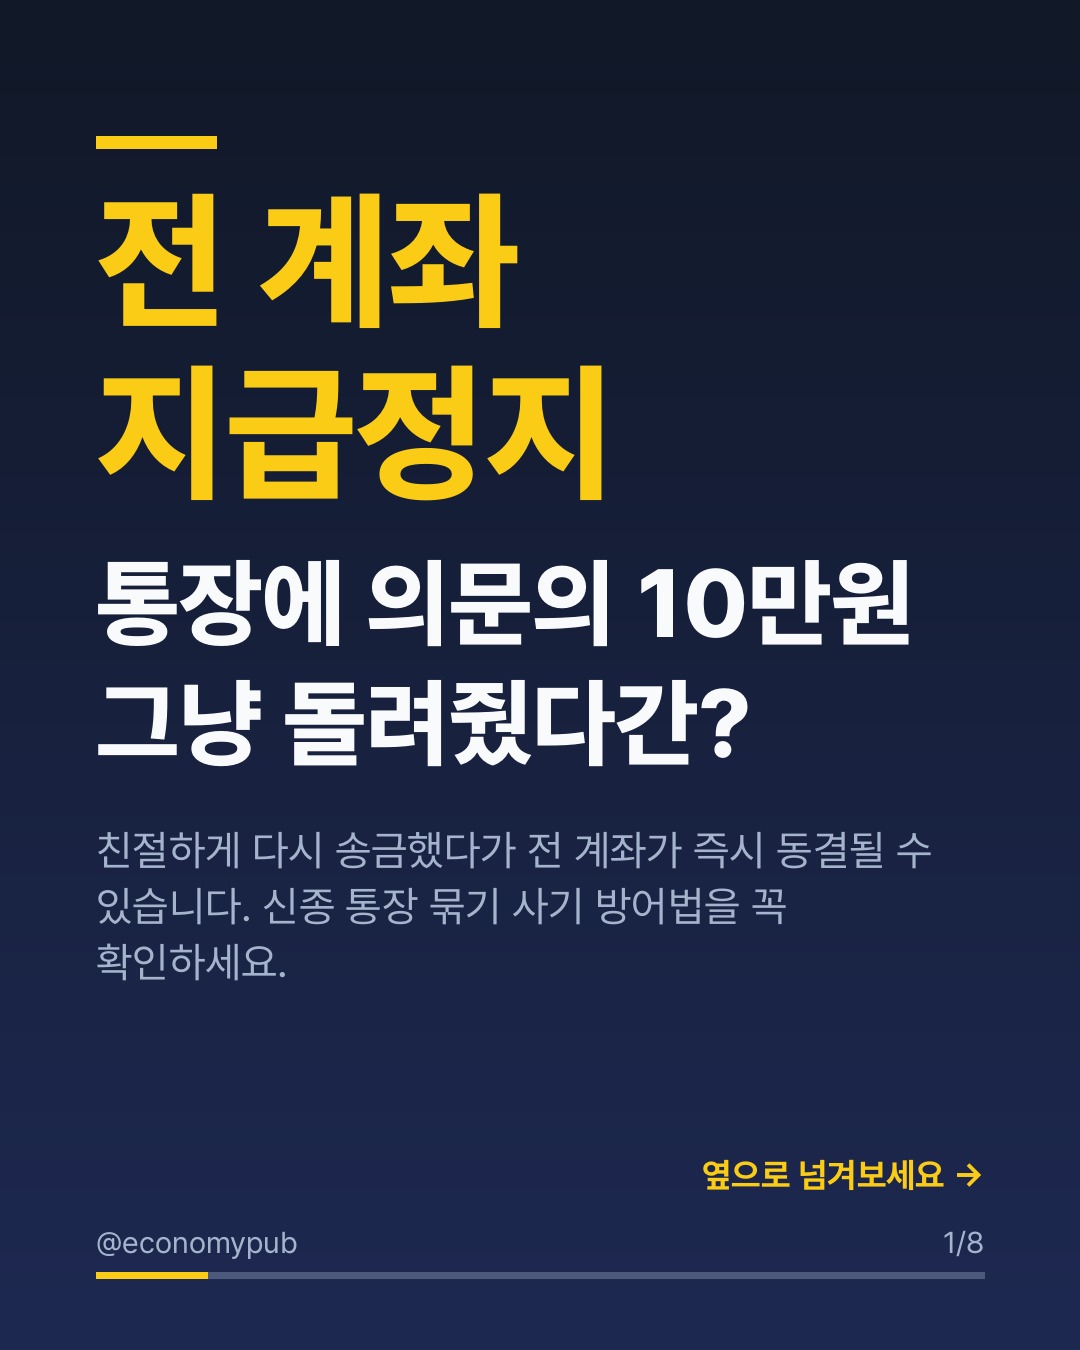 전 계좌
지급정지
통장에 의문의 10만원
그냥 돌려줬다간?
친절하게 다시 송금했다가 전 계좌가 즉시 동결될 수
있습니다. 신종 통장 묶기 사기 방어법을 꼭
확인하세요.
옆으로 넘겨보세요 →
@economypub
1/8